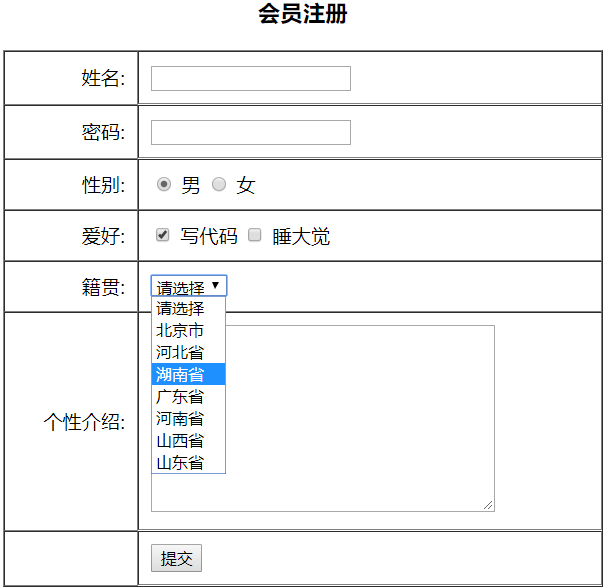 会员注册
姓名:
密码:
性别: 男 女
爱好: 写代码 睡大觉
籍贯: 请选择
请选择
北京市
河北省
湖南省
广东省
河南省
山西省
山东省
个性介绍:
提交